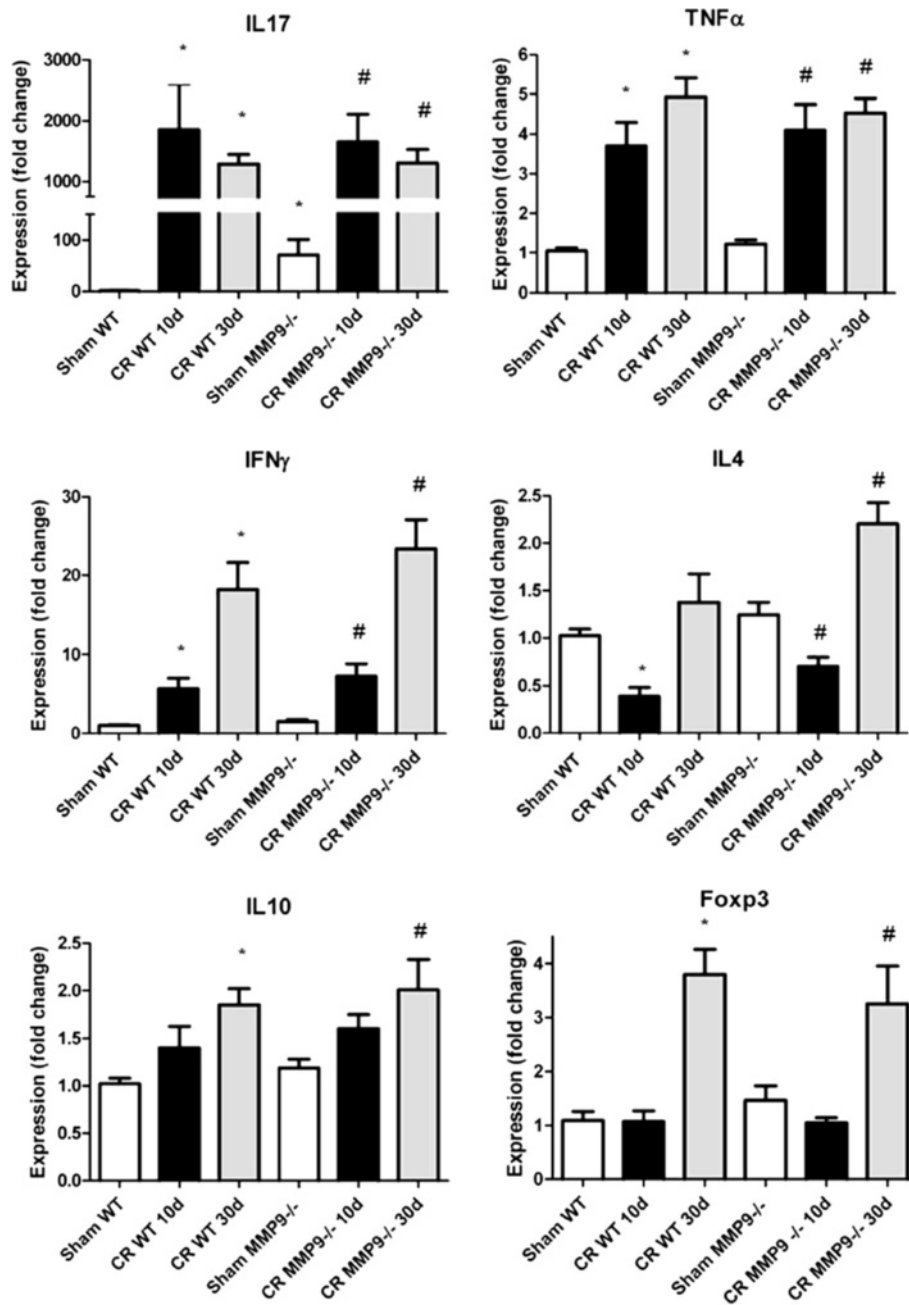 IL17
Expression (fold change)
3000
2000
1000
100
0
*
*
*
#
#
Sham WT
CR WT 10d
CR WT 30d
Sham MMP9-/-
CR MMP9-/- 10d
CR MMP9-/- 30d
TNFα
Expression (fold change)
6
5
4
3
2
1
0
*
*
#
#
Sham WT
CR WT 10d
CR WT 30d
Sham MMP9-/-
CR MMP9-/- 10d
CR MMP9-/- 30d
IFNγ
Expression (fold change)
30
20
10
0
*
*
#
#
Sham WT
CR WT 10d
CR WT 30d
Sham MMP9-/-
CR MMP9-/- 10d
CR MMP9-/- 30d
IL4
Expression (fold change)
2.5
2.0
1.5
1.0
0.5
0.0
*
#
#
Sham WT
CR WT 10d
CR WT 30d
Sham MMP9-/-
CR MMP9-/- 10d
CR MMP9-/- 30d
IL10
Expression (fold change)
2.5
2.0
1.5
1.0
0.5
0.0
*
#
Sham WT
CR WT 10d
CR WT 30d
Sham MMP9-/-
CR MMP9-/- 10d
CR MMP9-/- 30d
Foxp3
Expression (fold change)
4
3
2
1
0
*
#
Sham WT
CR WT 10d
CR WT 30d
Sham MMP9-/-
CR MMP9 -/- 10d
CR MMP9-/- 30d